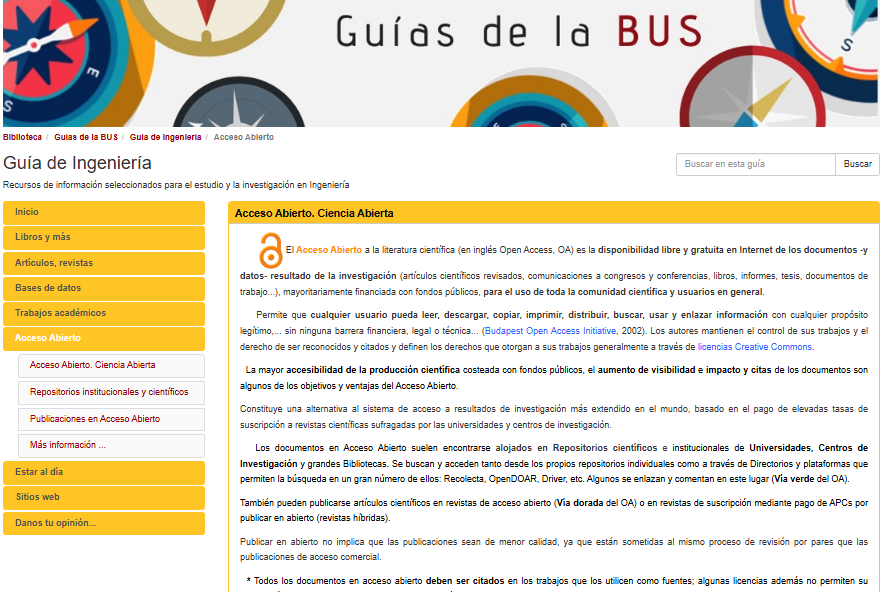 Guías de la BUS
Biblioteca / Guías de la BUS / Guía de Ingeniería / Acceso Abierto
Guía de Ingeniería
Buscar en esta guía
Buscar
Recursos de información seleccionados para el estudio y la investigación en Ingeniería
Inicio
Libros y más
Artículos, revistas
Bases de datos
Trabajos académicos
Acceso Abierto
Acceso Abierto. Ciencia Abierta
Repositorios institucionales y científicos
Publicaciones en Acceso Abierto
Más información ...
Estar al día
Sitios web
Danos tu opinión...
Acceso Abierto. Ciencia Abierta
El Acceso Abierto a la literatura científica (en inglés Open Access, OA) es la disponibilidad libre y gratuita en Internet de los documentos -y
datos- resultado de la investigación (artículos científicos revisados, comunicaciones a congresos y conferencias, libros, informes, tesis, documentos de
trabajo...), mayoritariamente financiada con fondos públicos, para el uso de toda la comunidad científica y usuarios en general.
Permite que cualquier usuario pueda leer, descargar, copiar, imprimir, distribuir, buscar, usar y enlazar información con cualquier propósito
legítimo,... sin ninguna barrera financiera, legal o técnica... (Budapest Open Access Initiative, 2002). Los autores mantienen el control de sus trabajos y el
derecho de ser reconocidos y citados y definen los derechos que otorgan a sus trabajos generalmente a través de licencias Creative Commons.
La mayor accesibilidad de la producción científica costeada con fondos públicos, el aumento de visibilidad e impacto y citas de los documentos son
algunos de los objetivos y ventajas del Acceso Abierto.
Constituye una alternativa al sistema de acceso a resultados de investigación más extendido en el mundo, basado en el pago de elevadas tasas de
suscripción a revistas científicas sufragadas por las universidades y centros de investigación.
Los documentos en Acceso Abierto suelen encontrarse alojados en Repositorios científicos e institucionales de Universidades, Centros de
Investigación y grandes Bibliotecas. Se buscan y acceden tanto desde los propios repositorios individuales como a través de Directorios y plataformas que
permiten la búsqueda en un gran número de ellos: Recolecta, OpenDOAR, Driver, etc. Algunos se enlazan y comentan en este lugar (Vía verde del OA).
También pueden publicarse artículos científicos en revistas de acceso abierto (Vía dorada del OA) o en revistas de suscripción mediante pago de APCs por
publicar en abierto (revistas híbridas).
Publicar en abierto no implica que las publicaciones sean de menor calidad, ya que están sometidas al mismo proceso de revisión por pares que las
publicaciones de acceso comercial.
* Todos los documentos en acceso abierto deben ser citados en los trabajos que los utilicen como fuentes; algunas licencias además no permiten su